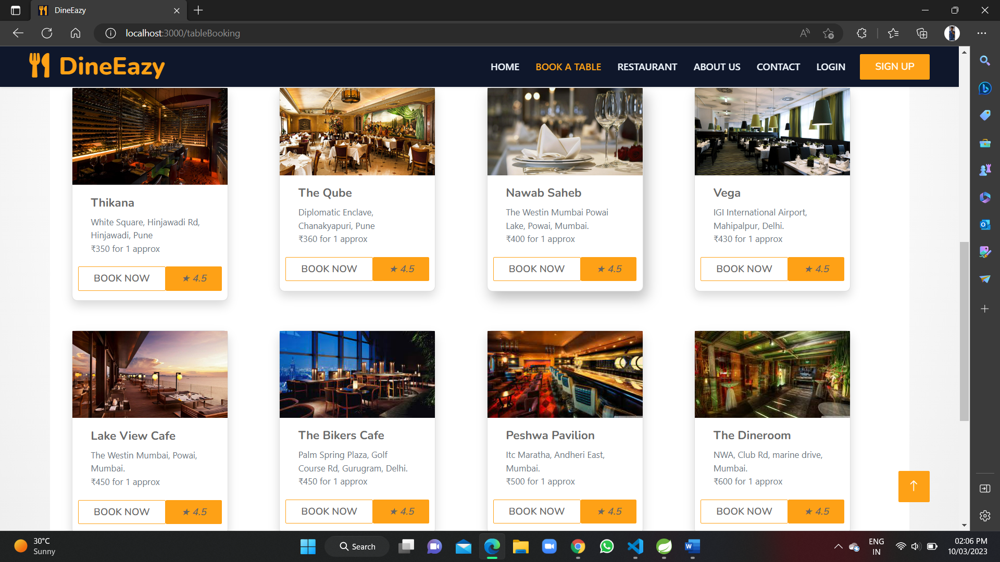 DineEazy
localhost:3000/tableBooking
DineEazy
HOME
BOOK A TABLE
RESTAURANT
ABOUT US
CONTACT
LOGIN
SIGN UP
Thikana
White Square, Hinjawadi Rd,
Hinjawadi, Pune
₹350 for 1 approx
BOOK NOW
★ 4.5
The Qube
Diplomatic Enclave,
Chanakyapuri, Pune
₹360 for 1 approx
BOOK NOW
★ 4.5
Nawab Saheb
The Westin Mumbai Powai
Lake, Powai, Mumbai.
₹400 for 1 approx
BOOK NOW
★ 4.5
Vega
IGI International Airport,
Mahipalpur, Delhi.
₹430 for 1 approx
BOOK NOW
★ 4.5
Lake View Cafe
The Westin Mumbai, Powai,
Mumbai.
₹450 for 1 approx
BOOK NOW
★ 4.5
The Bikers Cafe
Palm Spring Plaza, Golf
Course Rd, Gurugram, Delhi.
₹450 for 1 approx
BOOK NOW
★ 4.5
Peshwa Pavilion
Itc Maratha, Andheri East,
Mumbai.
₹500 for 1 approx
BOOK NOW
★ 4.5
The Dineroom
NWA, Club Rd, marine drive,
Mumbai.
₹600 for 1 approx
BOOK NOW
★ 4.5
30°C
Sunny
Search
ENG
IN
02:06 PM
10/03/2023